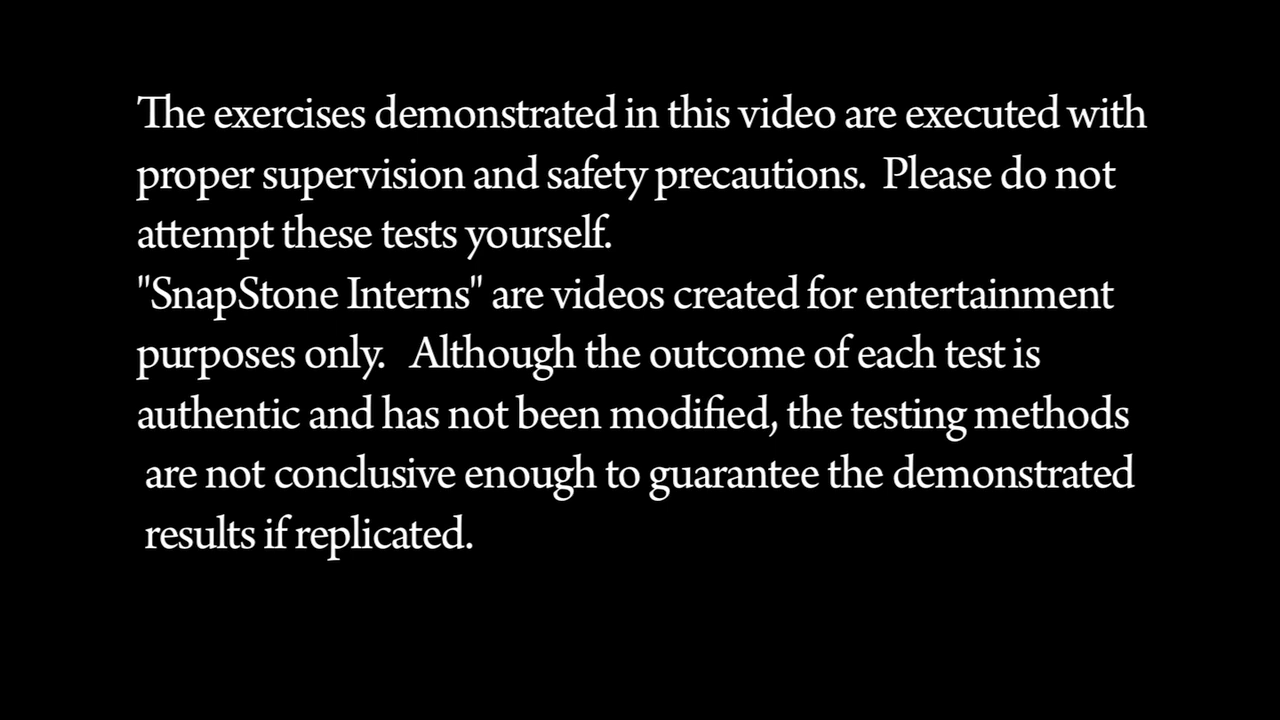 The exercises demonstrated in this video are executed with
proper supervision and safety precautions.  Please do not
attempt these tests yourself.
"SnapStone Interns" are videos created for entertainment
purposes only.   Although the outcome of each test is
authentic and has not been modified, the testing methods
are not conclusive enough to guarantee the demonstrated
results if replicated.